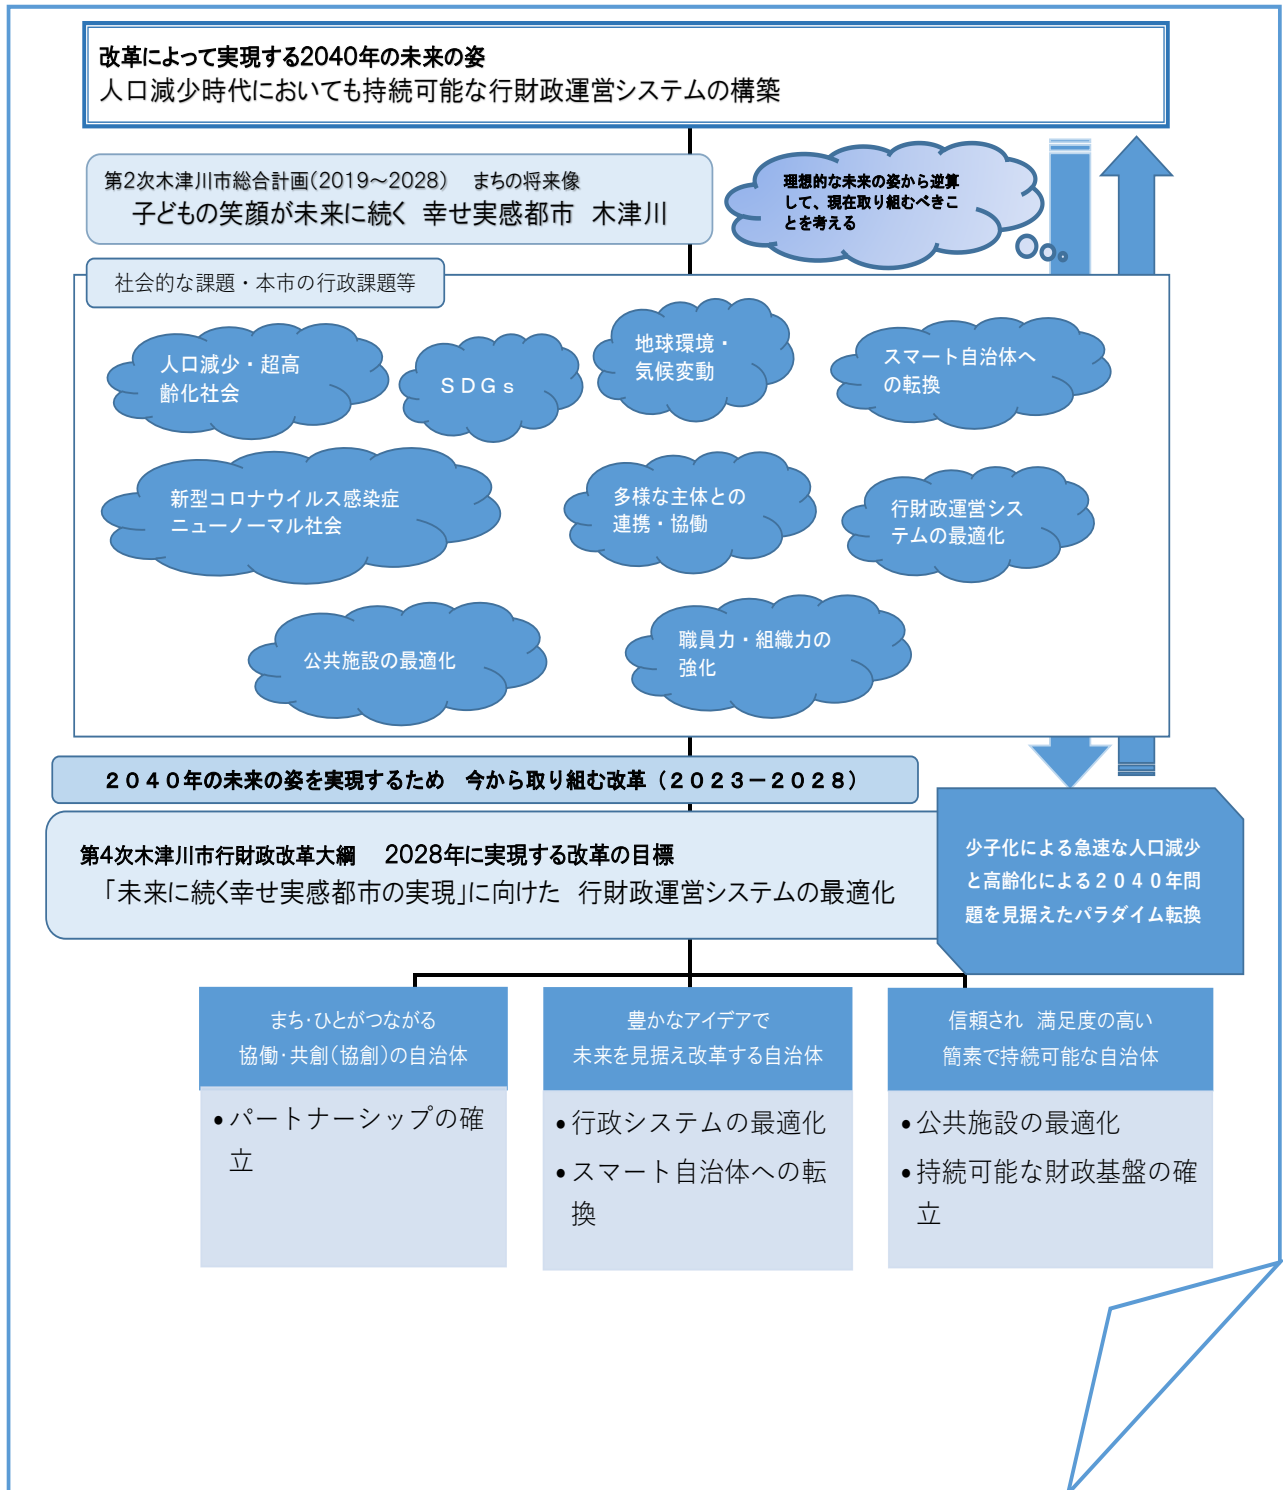 改革によって実現する2040年の未来の姿
人口減少時代においても持続可能な行財政運営システムの構築
第2次木津川市総合計画(2019～2028)　まちの将来像
子どもの笑顔が未来に続く 幸せ実感都市 木津川
理想的な未来の姿から逆算
して、現在取り組むべきこ
とを考える
社会的な課題・本市の行政課題等
人口減少・超高
齢化社会
ＳＤＧｓ
地球環境・
気候変動
スマート自治体へ
の転換
新型コロナウイルス感染症
ニューノーマル社会
多様な主体との
連携・協働
行財政運営シス
テムの最適化
公共施設の最適化
職員力・組織力の
強化
２０４０年の未来の姿を実現するため　今から取り組む改革（２０２３－２０２８）
第4次木津川市行財政改革大綱　2028年に実現する改革の目標
「未来に続く幸せ実感都市の実現」に向けた　行財政運営システムの最適化
少子化による急速な人口減少
と高齢化による２０４０年問
題を見据えたパラダイム転換
まち・ひとがつながる
協働・共創(協創)の自治体
•パートナーシップの確
立
豊かなアイデアで
未来を見据え改革する自治体
•行政システムの最適化
•スマート自治体への転
換
信頼され　満足度の高い
簡素で持続可能な自治体
•公共施設の最適化
•持続可能な財政基盤の確
立